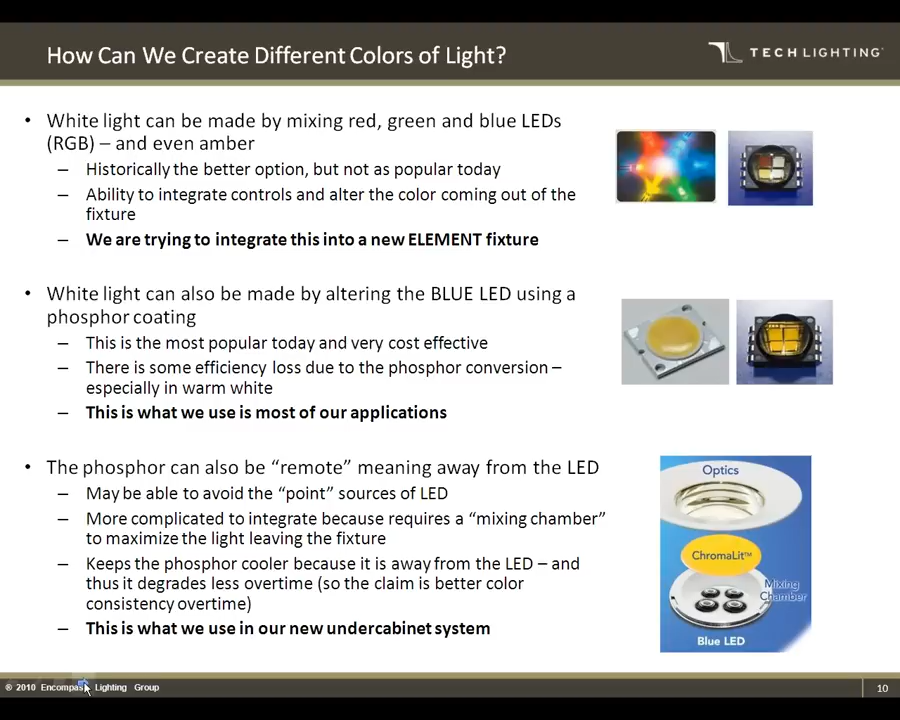 How Can We Create Different Colors of Light?
TECH LIGHTING
• White light can be made by mixing red, green and blue LEDs
(RGB) – and even amber
– Historically the better option, but not as popular today
– Ability to integrate controls and alter the color coming out of the
fixture
– We are trying to integrate this into a new ELEMENT fixture
• White light can also be made by altering the BLUE LED using a
phosphor coating
– This is the most popular today and very cost effective
– There is some efficiency loss due to the phosphor conversion –
especially in warm white
– This is what we use is most of our applications
• The phosphor can also be “remote” meaning away from the LED
– May be able to avoid the “point” sources of LED
– More complicated to integrate because requires a “mixing chamber”
to maximize the light leaving the fixture
– Keeps the phosphor cooler because it is away from the LED – and
thus it degrades less overtime (so the claim is better color
consistency overtime)
– This is what we use in our new undercabinet system
Optics
ChromaLit™
Mixing
Chamber
Blue LED
© 2010 Encompass Lighting Group
10